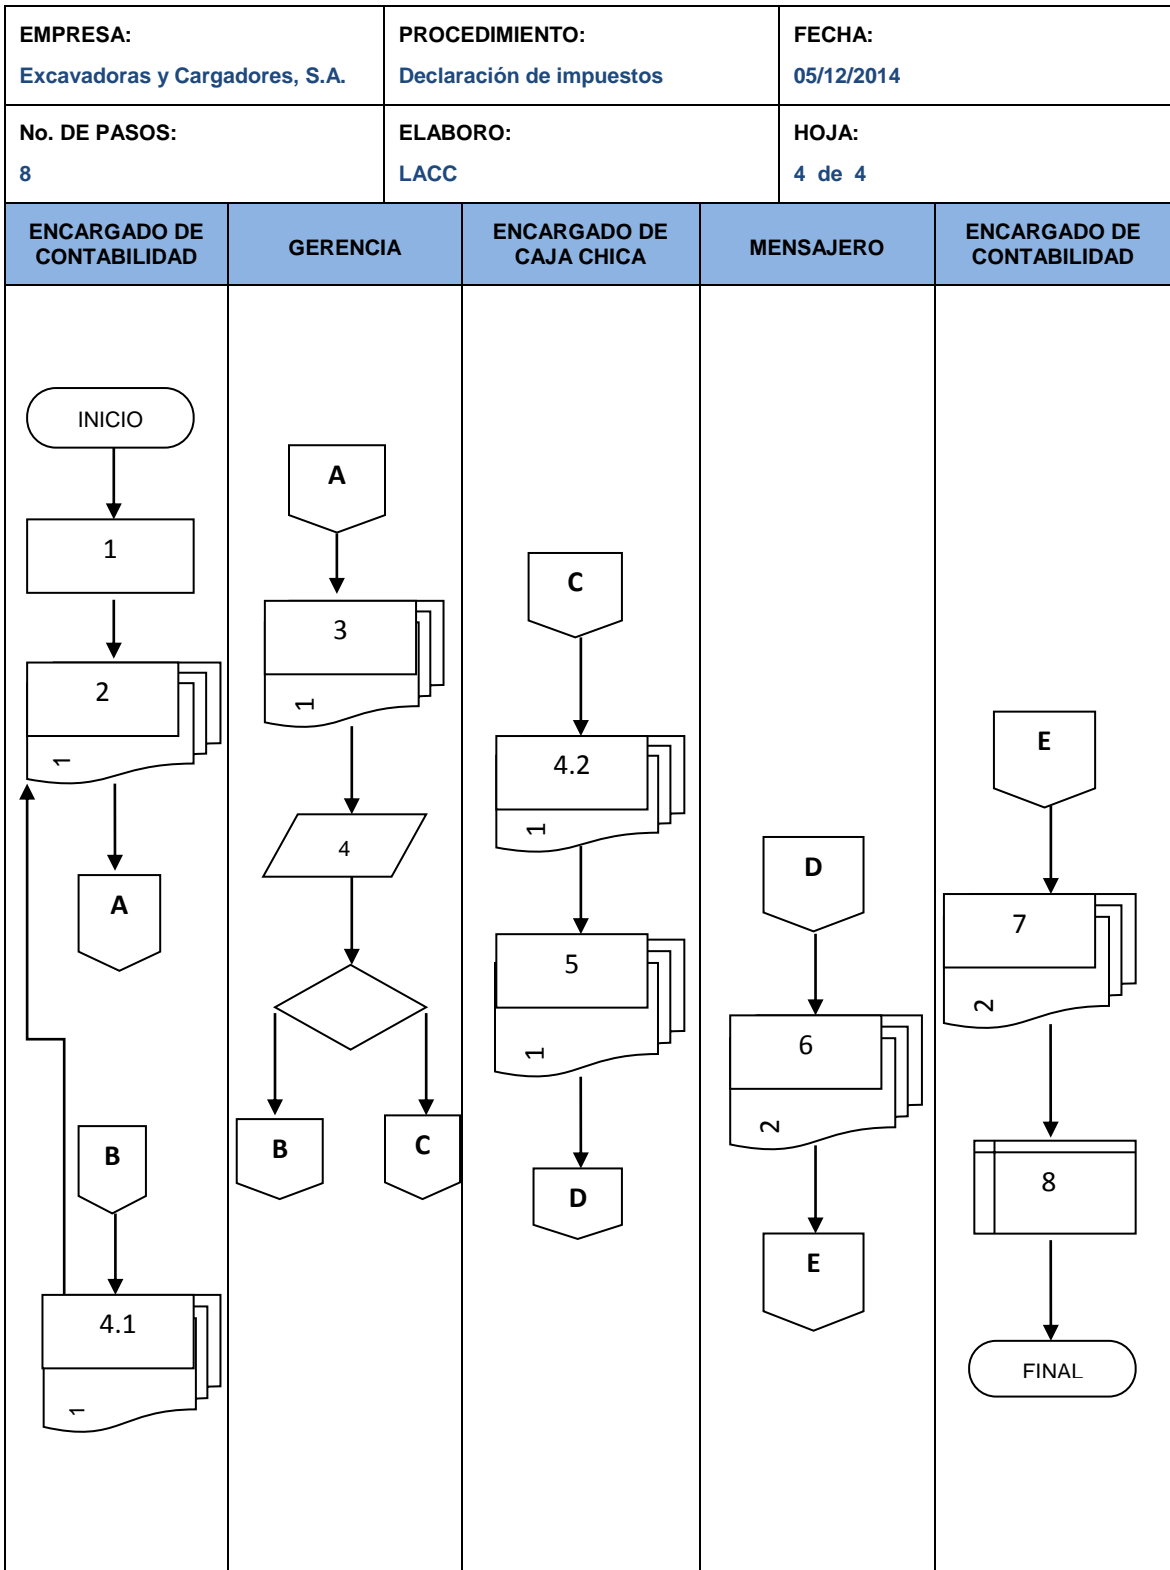 EMPRESA:
Excavadoras y Cargadores, S.A.
PROCEDIMIENTO:
Declaración de impuestos
FECHA:
05/12/2014
No. DE PASOS:
8
ELABORO:
LACC
HOJA:
4 de 4
ENCARGADO DE
CONTABILIDAD
GERENCIA
ENCARGADO DE
CAJA CHICA
MENSAJERO
ENCARGADO DE
CONTABILIDAD
INICIO
1
2
1
A
B
4.1
1
A
3
1
4
B
C
C
4.2
1
5
1
D
D
6
2
E
E
7
2
8
FINAL